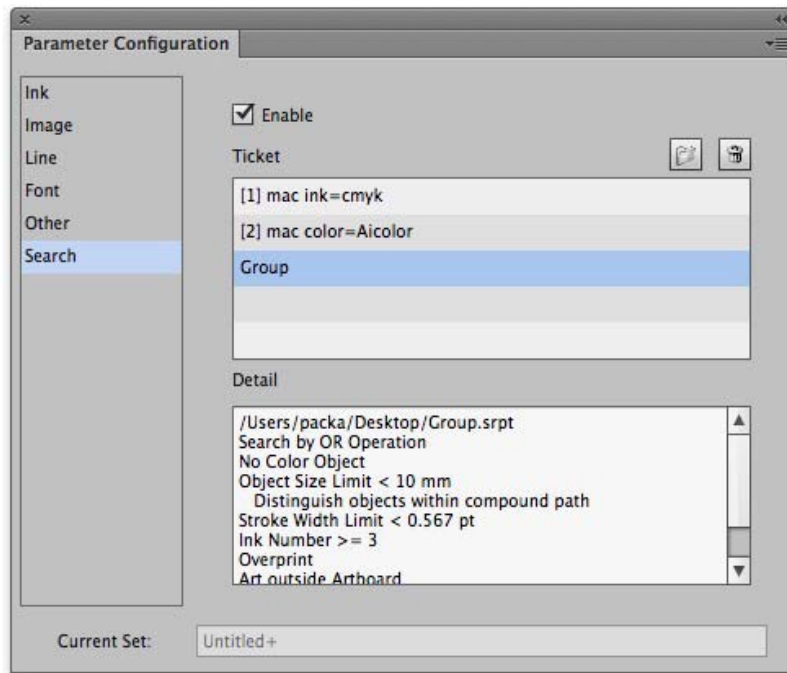 Parameter Configuration
Ink
Image
Line
Font
Other
Search
Enable
Ticket
[1] mac ink=cmyk
[2] mac color=Aicolor
Group
Detail
/Users/packa/Desktop/Group.srpt
Search by OR Operation
No Color Object
Object Size Limit < 10 mm
Distinguish objects within compound path
Stroke Width Limit < 0.567 pt
Ink Number >= 3
Overprint
Art outside Artboard
Current Set:
Untitled+